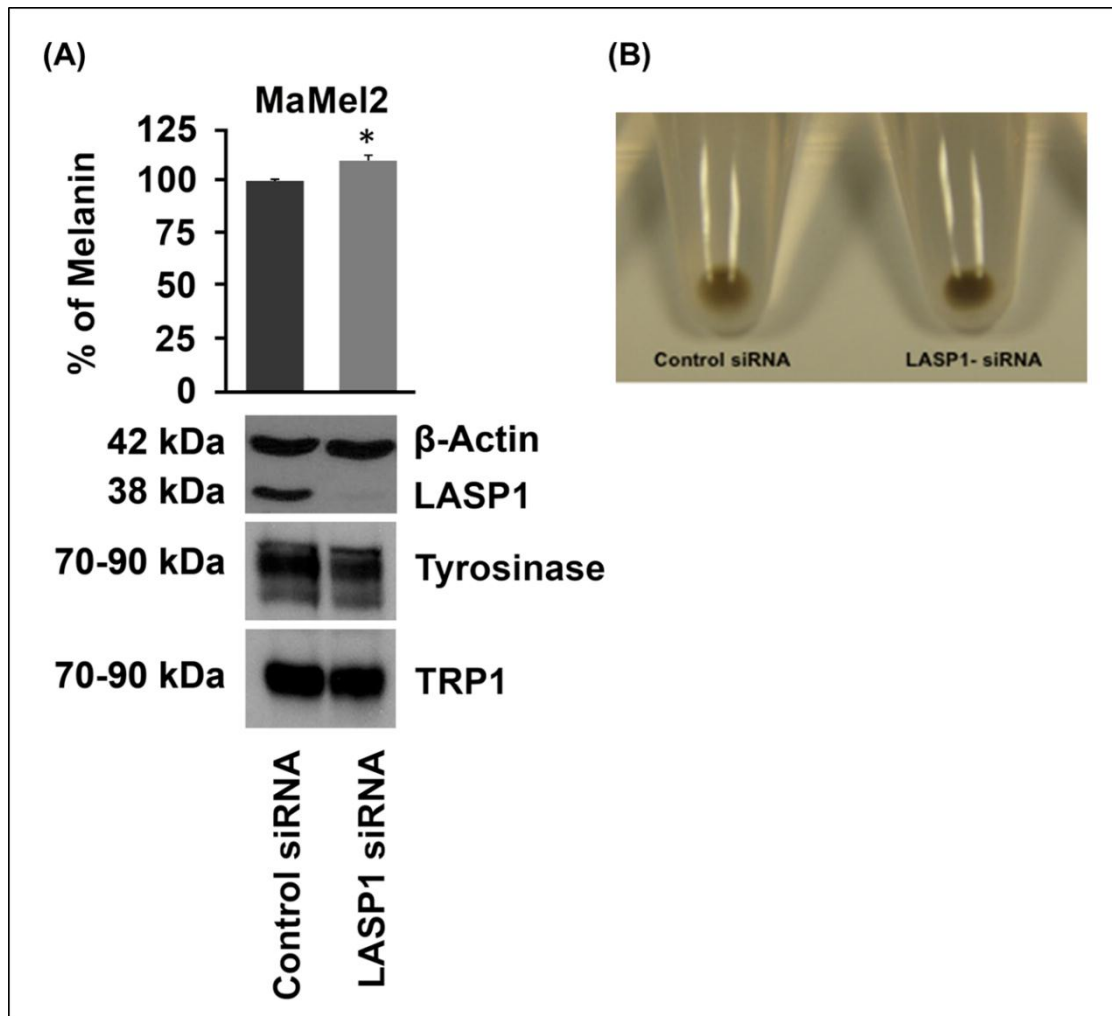 (A)
MaMel2
% of Melanin
125
100
75
50
25
0
*
42 kDa
β-Actin
38 kDa
LASP1
70-90 kDa
Tyrosinase
70-90 kDa
TRP1
Control siRNA
LASP1 siRNA
(B)
Control siRNA
LASP1- siRNA